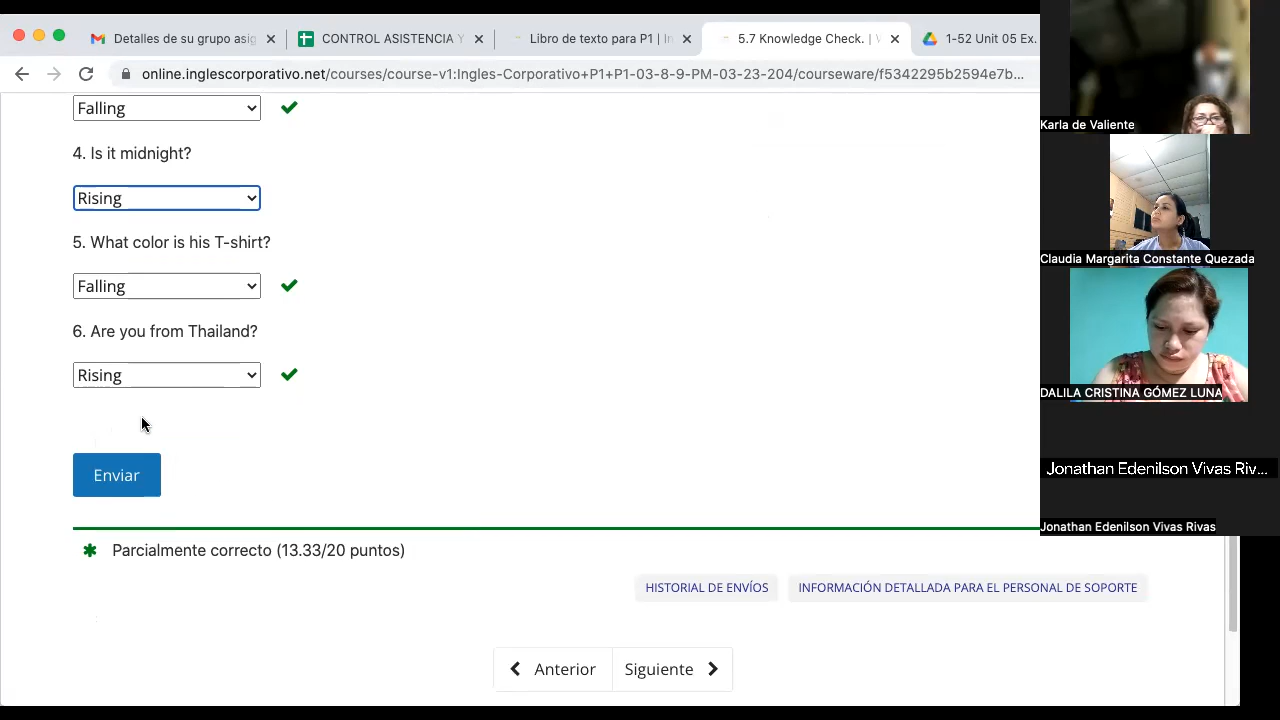 Detalles de su grupo asig
CONTROL ASISTENCIA Y
Libro de texto para P1 | In
5.7 Knowledge Check. | V
1-52 Unit 05 Ex.
online.inglescorporativo.net/courses/course-v1:Ingles-Corporativo+P1+P1-03-8-9-PM-03-23-204/courseware/f5342295b2594e7b...
Falling
4. Is it midnight?
Rising
5. What color is his T-shirt?
Falling
6. Are you from Thailand?
Rising
Enviar
Parcialmente correcto (13.33/20 puntos)
HISTORIAL DE ENVÍOS
INFORMACIÓN DETALLADA PARA EL PERSONAL DE SOPORTE
Anterior
Siguiente
Karla de Valiente
Claudia Margarita Constante Quezada
DALILA CRISTINA GÓMEZ LUNA
Jonathan Edenilson Vivas Riv...
Jonathan Edenilson Vivas Rivas